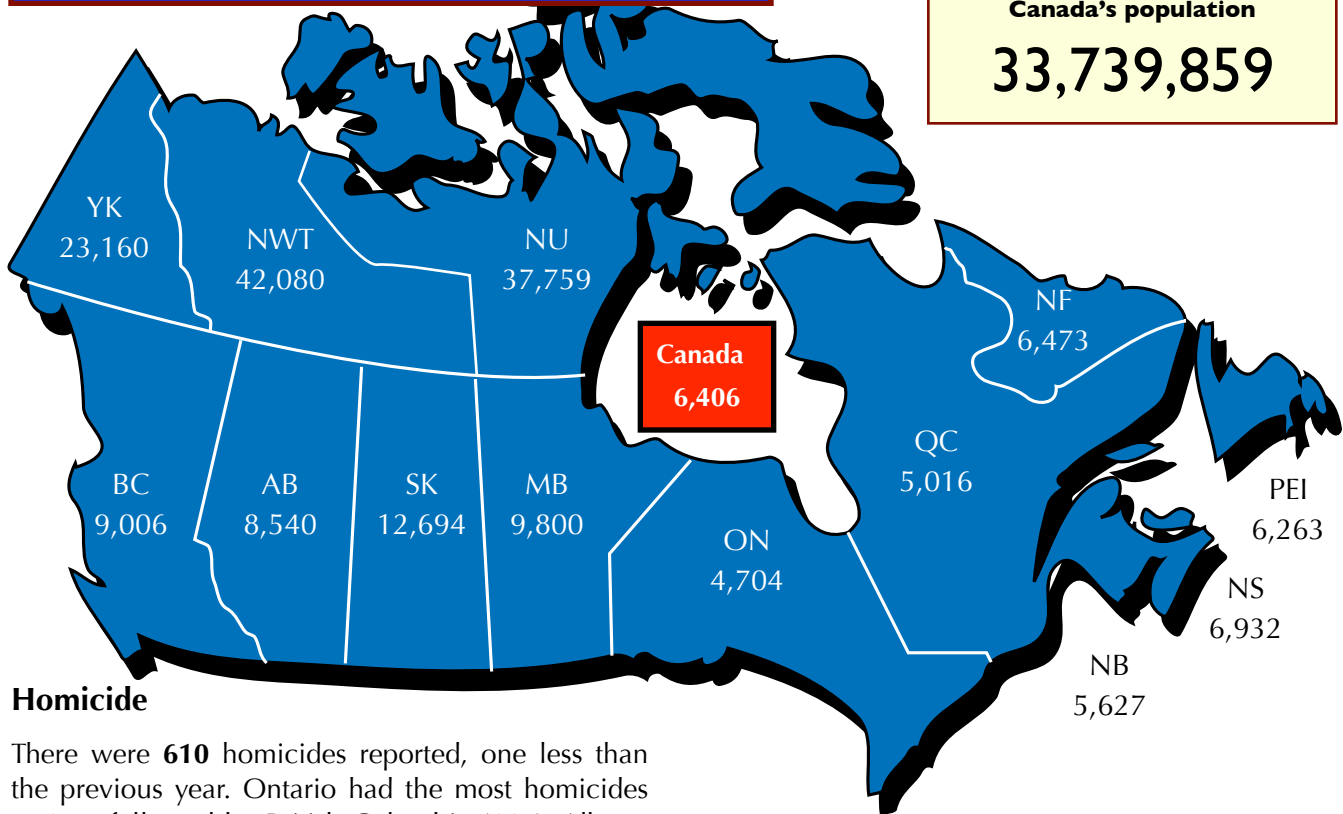 Canada's population
33,739,859
YK
23,160
NWT
42,080
NU
37,759
NF
6,473
Canada
6,406
QC
5,016
BC
9,006
AB
8,540
SK
12,694
MB
9,800
ON
4,704
PEI
6,263
NS
6,932
NB
5,627
Homicide
There were 610 homicides reported, one less than
the previous year. Ontario had the most homicides